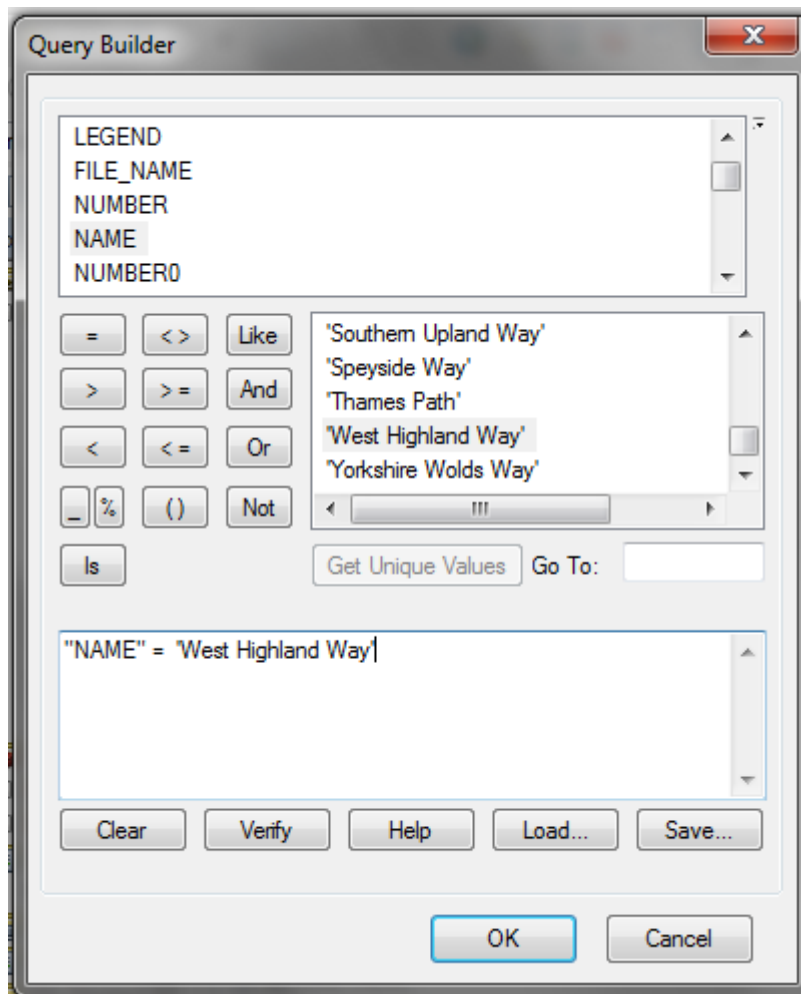 Query Builder
LEGEND
FILE_NAME
NUMBER
NAME
NUMBER0
= < > Like
> > = And
< < = Or
_ % ( ) Not
Is
'Southern Upland Way'
'Speyside Way'
'Thames Path'
'West Highland Way'
'Yorkshire Wolds Way'
Get Unique Values Go To:
"NAME" = 'West Highland Way'
Clear Verify Help Load... Save...
OK Cancel